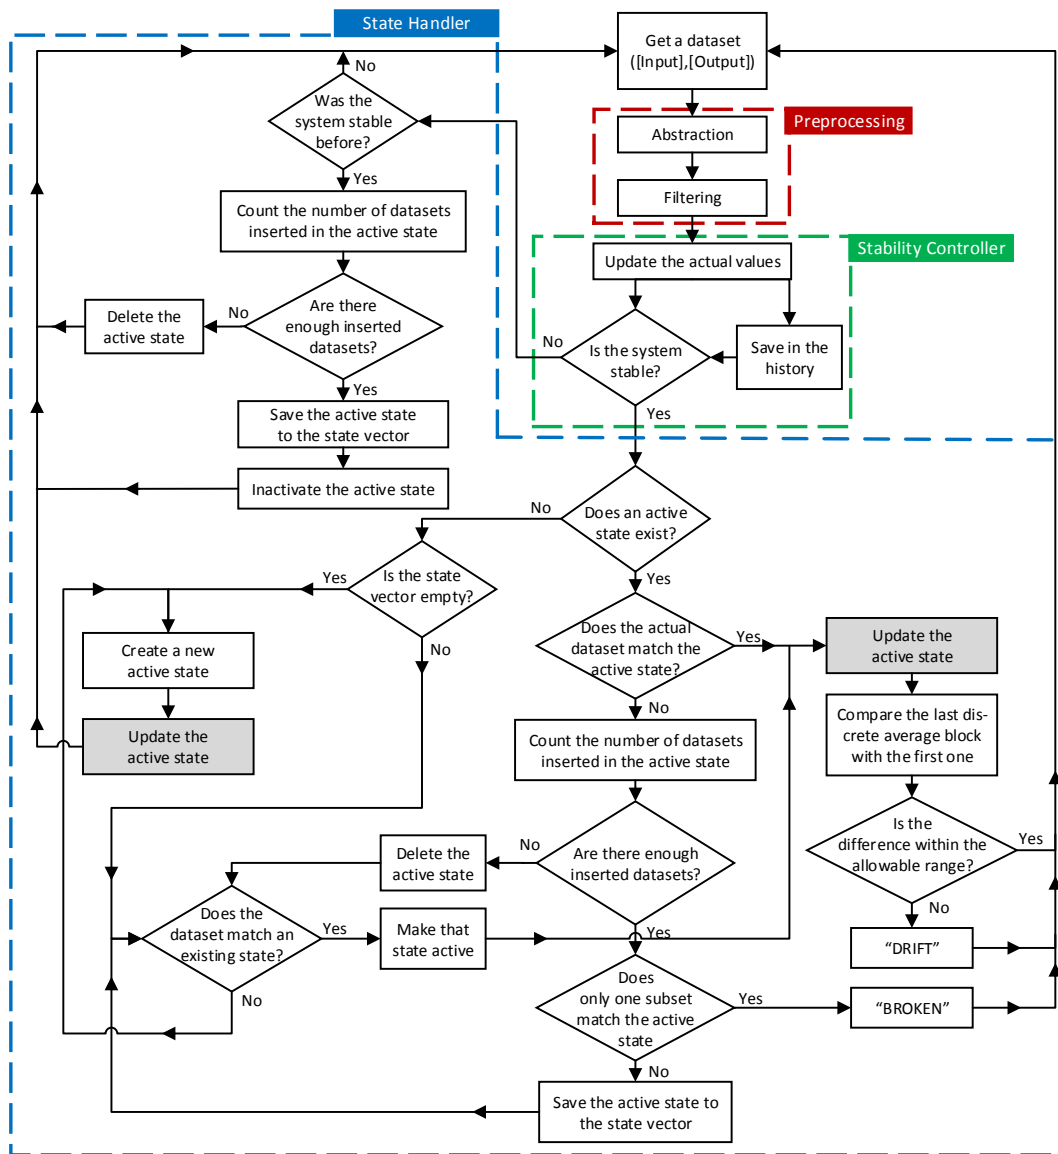 State Handler
Get a dataset
([Input],[Output])
No
Was the
system stable
before?
Preprocessing
Abstraction
Yes
Filtering
Count the number of datasets
inserted in the active state
Stability Controller
Update the actual values
Delete the
active state
No
Are there
enough inserted
datasets?
No
Is the system
stable?
Save in the
history
Yes
Yes
Save the active state
to the state vector
Inactivate the active state
No
Does an active
state exist?
Yes
Is the state
vector empty?
Yes
No
Does the actual
dataset match the
active state?
Yes
Update the
active state
Create a new
active state
No
Compare the last dis-
crete average block
with the first one
Update the
active state
Count the number of datasets
inserted in the active state
Is the
difference within the
allowable range?
Yes
No
Delete the
active state
No
Are there enough
inserted datasets?
Does the
dataset match an
existing state?
Yes
Make that
state active
Yes
“DRIFT”
No
Does
only one subset
match the active
state
Yes
“BROKEN”
No
Save the active state to
the state vector